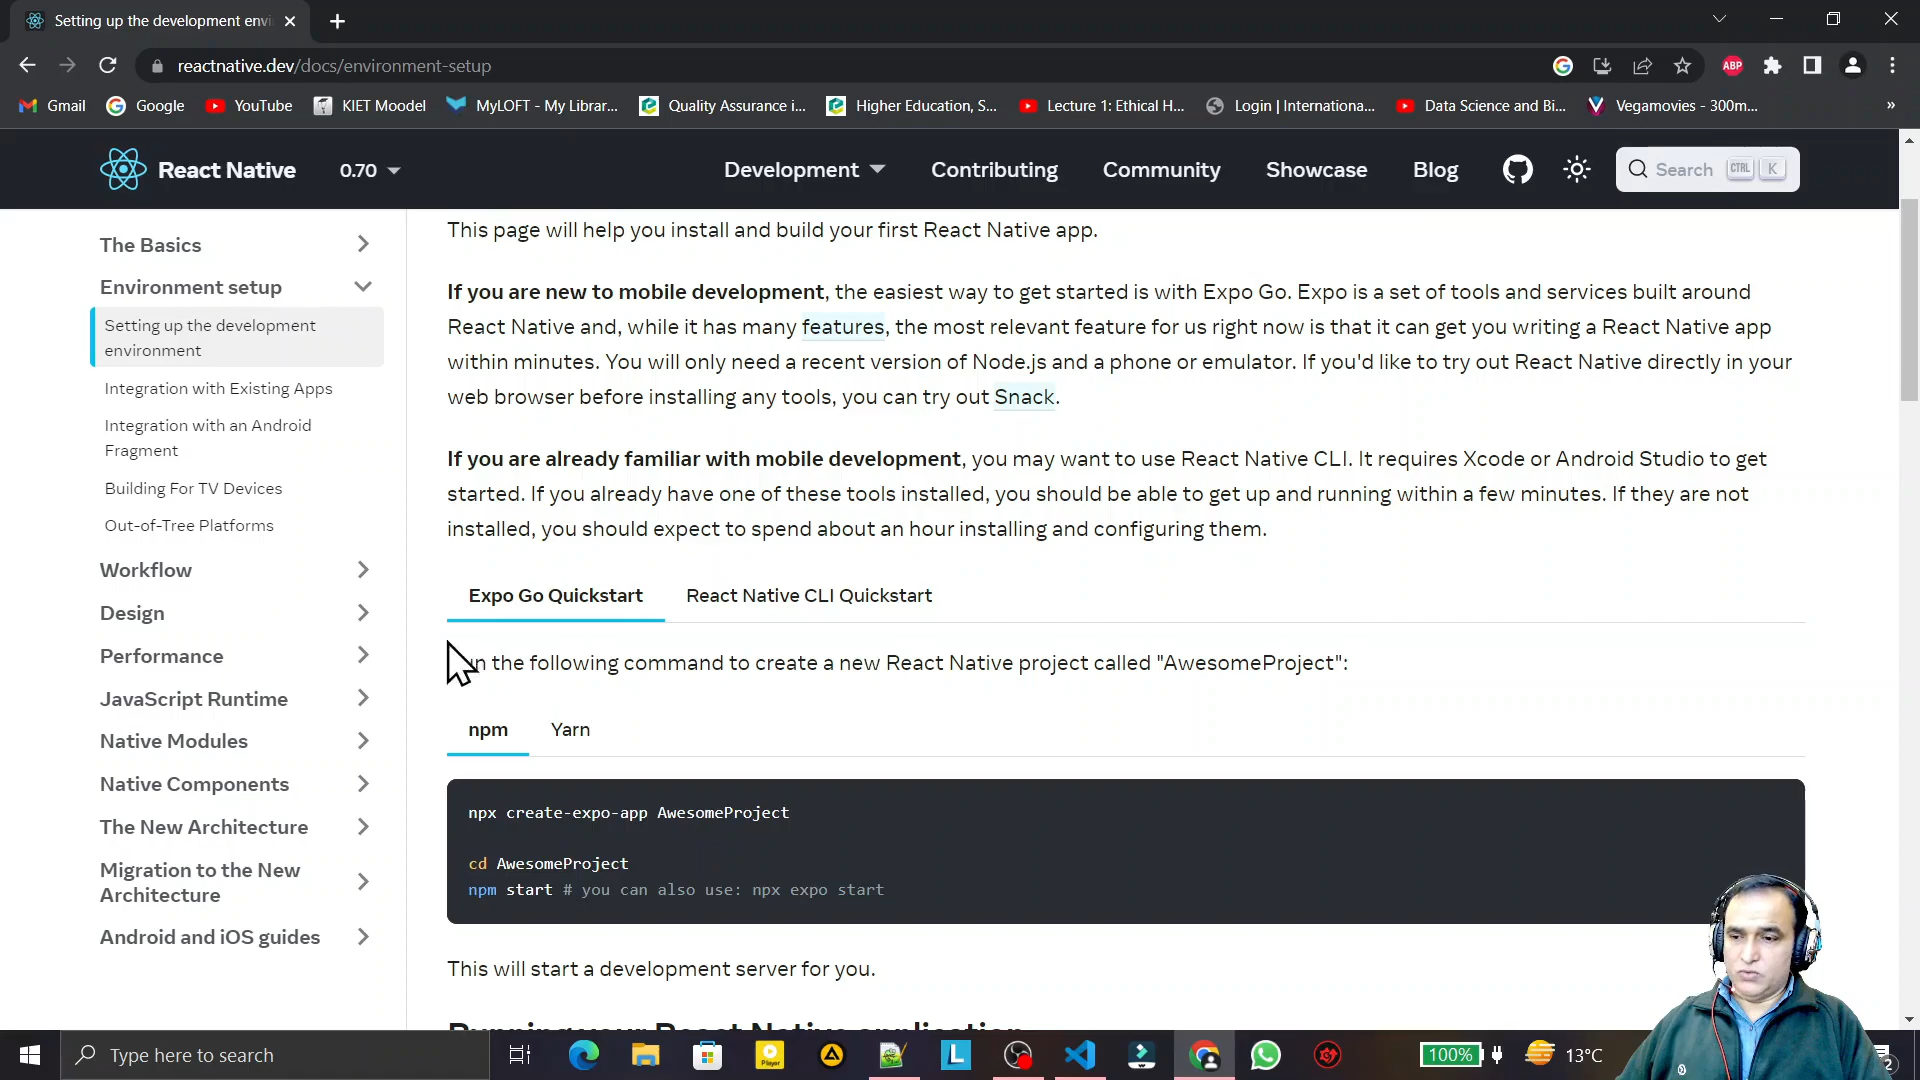 Setting up the development envi
reactnative.dev/docs/environment-setup
ABP
Gmail
Google
YouTube
KIET Moodel
MyLOFT - My Librar...
Quality Assurance i...
Higher Education, S...
Lecture 1: Ethical H...
Login | Internationa...
Data Science and Bi...
Vegamovies - 300m...
»
React Native
0.70
Development
Contributing
Community
Showcase
Blog
Search
CTRL
K
The Basics
Environment setup
Setting up the development
environment
Integration with Existing Apps
Integration with an Android
Fragment
Building For TV Devices
Out-of-Tree Platforms
Workflow
Design
Performance
JavaScript Runtime
Native Modules
Native Components
The New Architecture
Migration to the New
Architecture
Android and iOS guides
This page will help you install and build your first React Native app.
If you are new to mobile development, the easiest way to get started is with Expo Go. Expo is a set of tools and services built around
React Native and, while it has many features, the most relevant feature for us right now is that it can get you writing a React Native app
within minutes. You will only need a recent version of Node.js and a phone or emulator. If you'd like to try out React Native directly in your
web browser before installing any tools, you can try out Snack.
If you are already familiar with mobile development, you may want to use React Native CLI. It requires Xcode or Android Studio to get
started. If you already have one of these tools installed, you should be able to get up and running within a few minutes. If they are not
installed, you should expect to spend about an hour installing and configuring them.
Expo Go Quickstart
React Native CLI Quickstart
the following command to create a new React Native project called "AwesomeProject":
npm
Yarn
npx create-expo-app AwesomeProject
cd AwesomeProject
npm start # you can also use: npx expo start
This will start a development server for you.
Running your React Native application
Type here to search
Player
L
100%
13°C
2